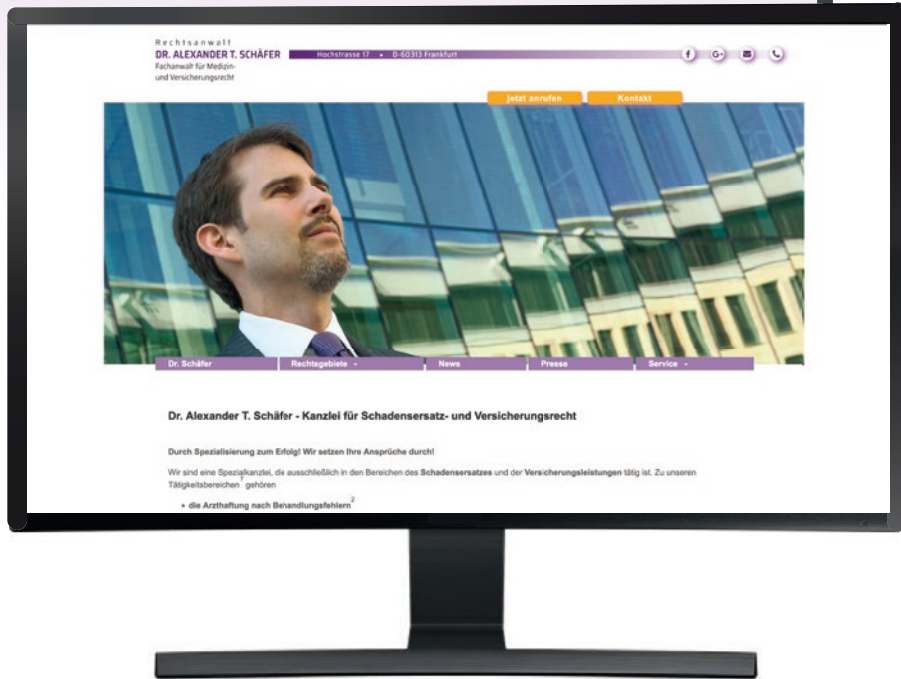 Rechtsanwalt
DR. ALEXANDER T. SCHÄFER
Hochstrasse 17 • D-60313 Frankfurt
Fachanwalt für Medizin-
und Versicherungsrecht
jetzt anrufen
Kontakt
Dr. Schäfer Rechtsgebiete News Presse Service
Dr. Alexander T. Schäfer - Kanzlei für Schadensersatz- und Versicherungsrecht
Durch Spezialisierung zum Erfolg! Wir setzen Ihre Ansprüche durch!
Wir sind eine Spezialkanzlei, die ausschließlich in den Bereichen des Schadensersatzes und der Versicherungsleistungen tätig ist. Zu unseren
Tätigkeitsbereichen1 gehören
• die Arzthaftung nach Behandlungsfehlern2